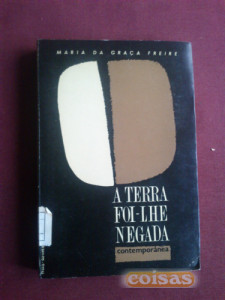 MARIA DA GRAÇA FREIRE
A TERRA
FOI-LHE
NEGADA
contemporânea
coisas